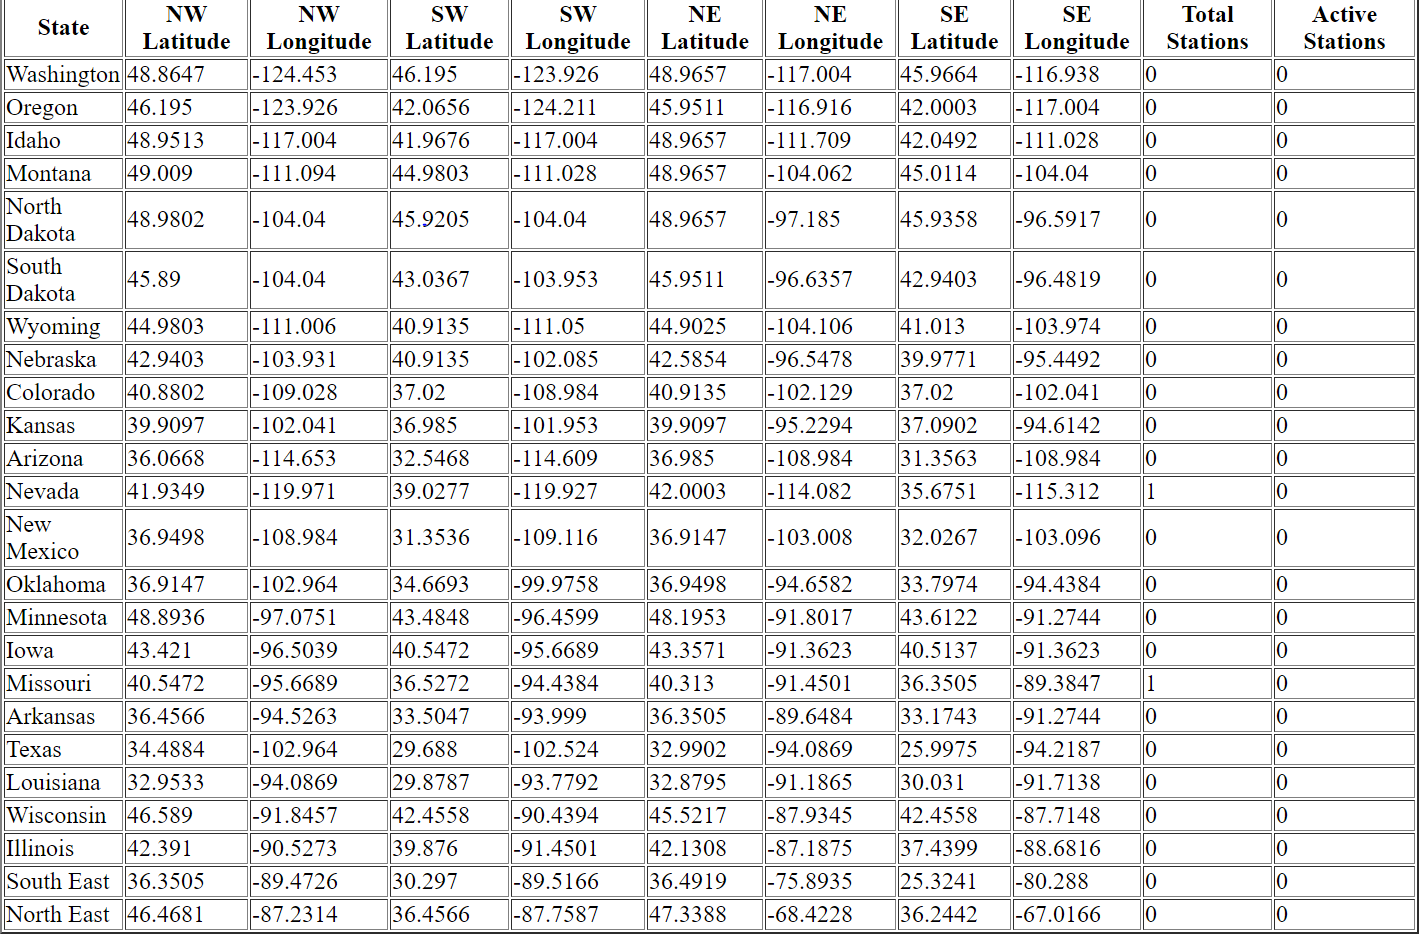 State NW Latitude NW Longitude SW Latitude SW Longitude NE Latitude NE Longitude SE Latitude SE Longitude Total Stations Active Stations
Washington 48.8647 -124.453 46.195 -123.926 48.9657 -117.004 45.9664 -116.938 0 0
Oregon 46.195 -123.926 42.0656 -124.211 45.9511 -116.916 42.0003 -117.004 0 0
Idaho 48.9513 -117.004 41.9676 -117.004 48.9657 -111.709 42.0492 -111.028 0 0
Montana 49.009 -111.094 44.9803 -111.028 48.9657 -104.062 45.0114 -104.04 0 0
North Dakota 48.9802 -104.04 45.9205 -104.04 48.9657 -97.185 45.9358 -96.5917 0 0
South Dakota 45.89 -104.04 43.0367 -103.953 45.9511 -96.6357 42.9403 -96.4819 0 0
Wyoming 44.9803 -111.006 40.9135 -111.05 44.9025 -104.106 41.013 -103.974 0 0
Nebraska 42.9403 -103.931 40.9135 -102.085 42.5854 -96.5478 39.9771 -95.4492 0 0
Colorado 40.8802 -109.028 37.02 -108.984 40.9135 -102.129 37.02 -102.041 0 0
Kansas 39.9097 -102.041 36.985 -101.953 39.9097 -95.2294 37.0902 -94.6142 0 0
Arizona 36.0668 -114.653 32.5468 -114.609 36.985 -108.984 31.3563 -108.984 0 0
Nevada 41.9349 -119.971 39.0277 -119.927 42.0003 -114.082 35.6751 -115.312 1 0
New Mexico 36.9498 -108.984 31.3536 -109.116 36.9147 -103.008 32.0267 -103.096 0 0
Oklahoma 36.9147 -102.964 34.6693 -99.9758 36.9498 -94.6582 33.7974 -94.4384 0 0
Minnesota 48.8936 -97.0751 43.4848 -96.4599 48.1953 -91.8017 43.6122 -91.2744 0 0
Iowa 43.421 -96.5039 40.5472 -95.6689 43.3571 -91.3623 40.5137 -91.3623 0 0
Missouri 40.5472 -95.6689 36.5272 -94.4384 40.313 -91.4501 36.3505 -89.3847 1 0
Arkansas 36.4566 -94.5263 33.5047 -93.999 36.3505 -89.6484 33.1743 -91.2744 0 0
Texas 34.4884 -102.964 29.688 -102.524 32.9902 -94.0869 25.9975 -94.2187 0 0
Louisiana 32.9533 -94.0869 29.8787 -93.7792 32.8795 -91.1865 30.031 -91.7138 0 0
Wisconsin 46.589 -91.8457 42.4558 -90.4394 45.5217 -87.9345 42.4558 -87.7148 0 0
Illinois 42.391 -90.5273 39.876 -91.4501 42.1308 -87.1875 37.4399 -88.6816 0 0
South East 36.3505 -89.4726 30.297 -89.5166 36.4919 -75.8935 25.3241 -80.288 0 0
North East 46.4681 -87.2314 36.4566 -87.7587 47.3388 -68.4228 36.2442 -67.0166 0 0